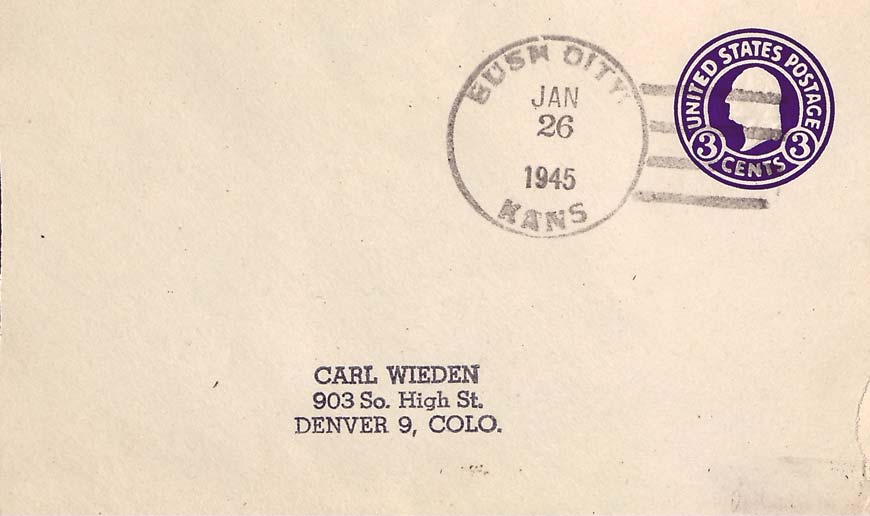 BUSH CITY
JAN
26
1945
KANS
UNITED STATES POSTAGE
3 CENTS 3
CARL WIEDEN
903 So. High St.
DENVER 9, COLO.